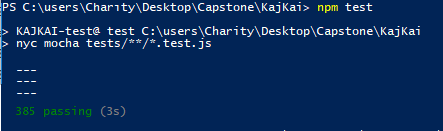 PS C:\users\Charity\Desktop\Capstone\KajKai> npm test
> KAJKAI-test@ test C:\users\Charity\Desktop\Capstone\KajKai
> nyc mocha tests/**/*.test.js
---
---
---
385 passing (3s)